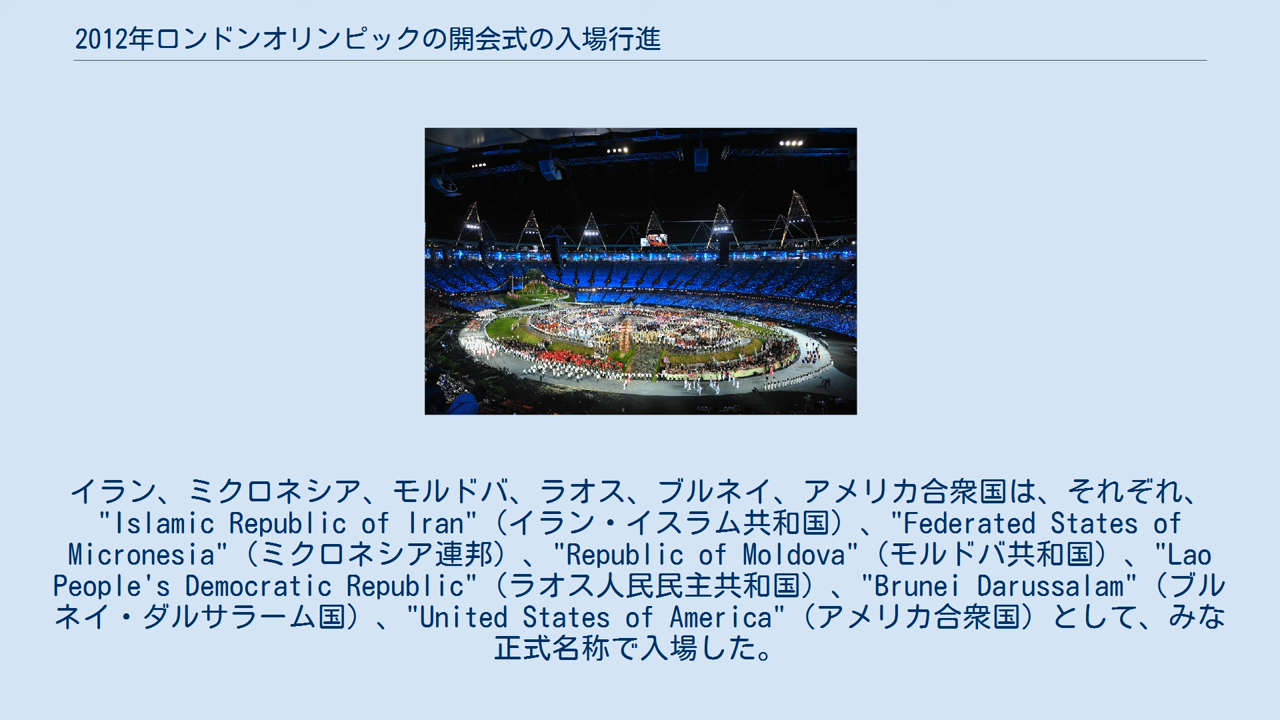 2012年ロンドンオリンピックの開会式の入場行進
イラン、ミクロネシア、モルドバ、ラオス、ブルネイ、アメリカ合衆国は、それぞれ、
"Islamic Republic of Iran"（イラン・イスラム共和国）、"Federated States of
Micronesia"（ミクロネシア連邦）、"Republic of Moldova"（モルドバ共和国）、"Lao
People's Democratic Republic"（ラオス人民民主共和国）、"Brunei Darussalam"（ブル
ネイ・ダルサラーム国）、"United States of America"（アメリカ合衆国）として、みな
正式名称で入場した。